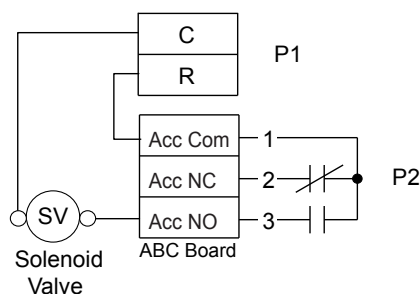 C
P1
R
Acc Com 1
Acc NC 2
P2
SV
Acc NO 3
ABC Board
Solenoid
Valve